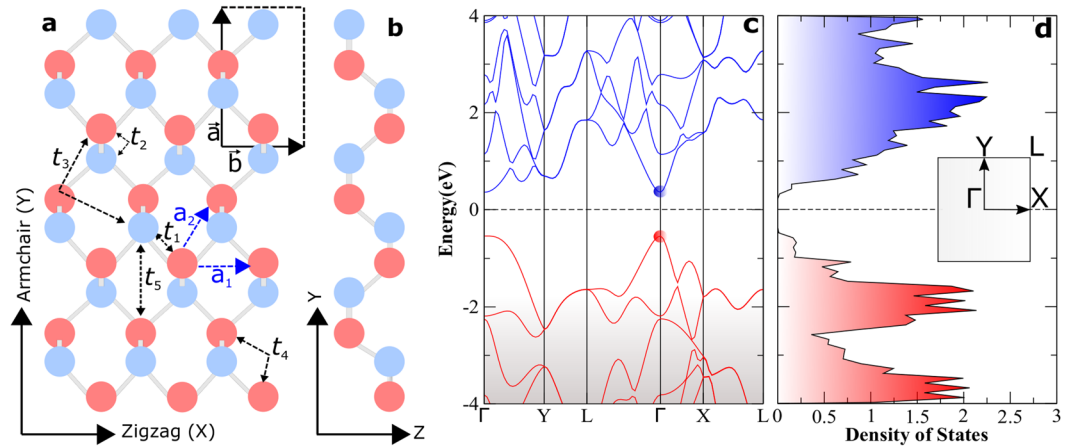 a
b
c
d
Armchair (Y)
Zigzag (X)
t₁
t₂
t₃
t₄
t₅
a⃗
b⃗
a₂
a₁
Y
Z
Energy(eV)
4
2
0
-2
-4
Γ Y L Γ X L
Y L
Γ X
0 0.5 1 1.5 2 2.5 3
Density of States